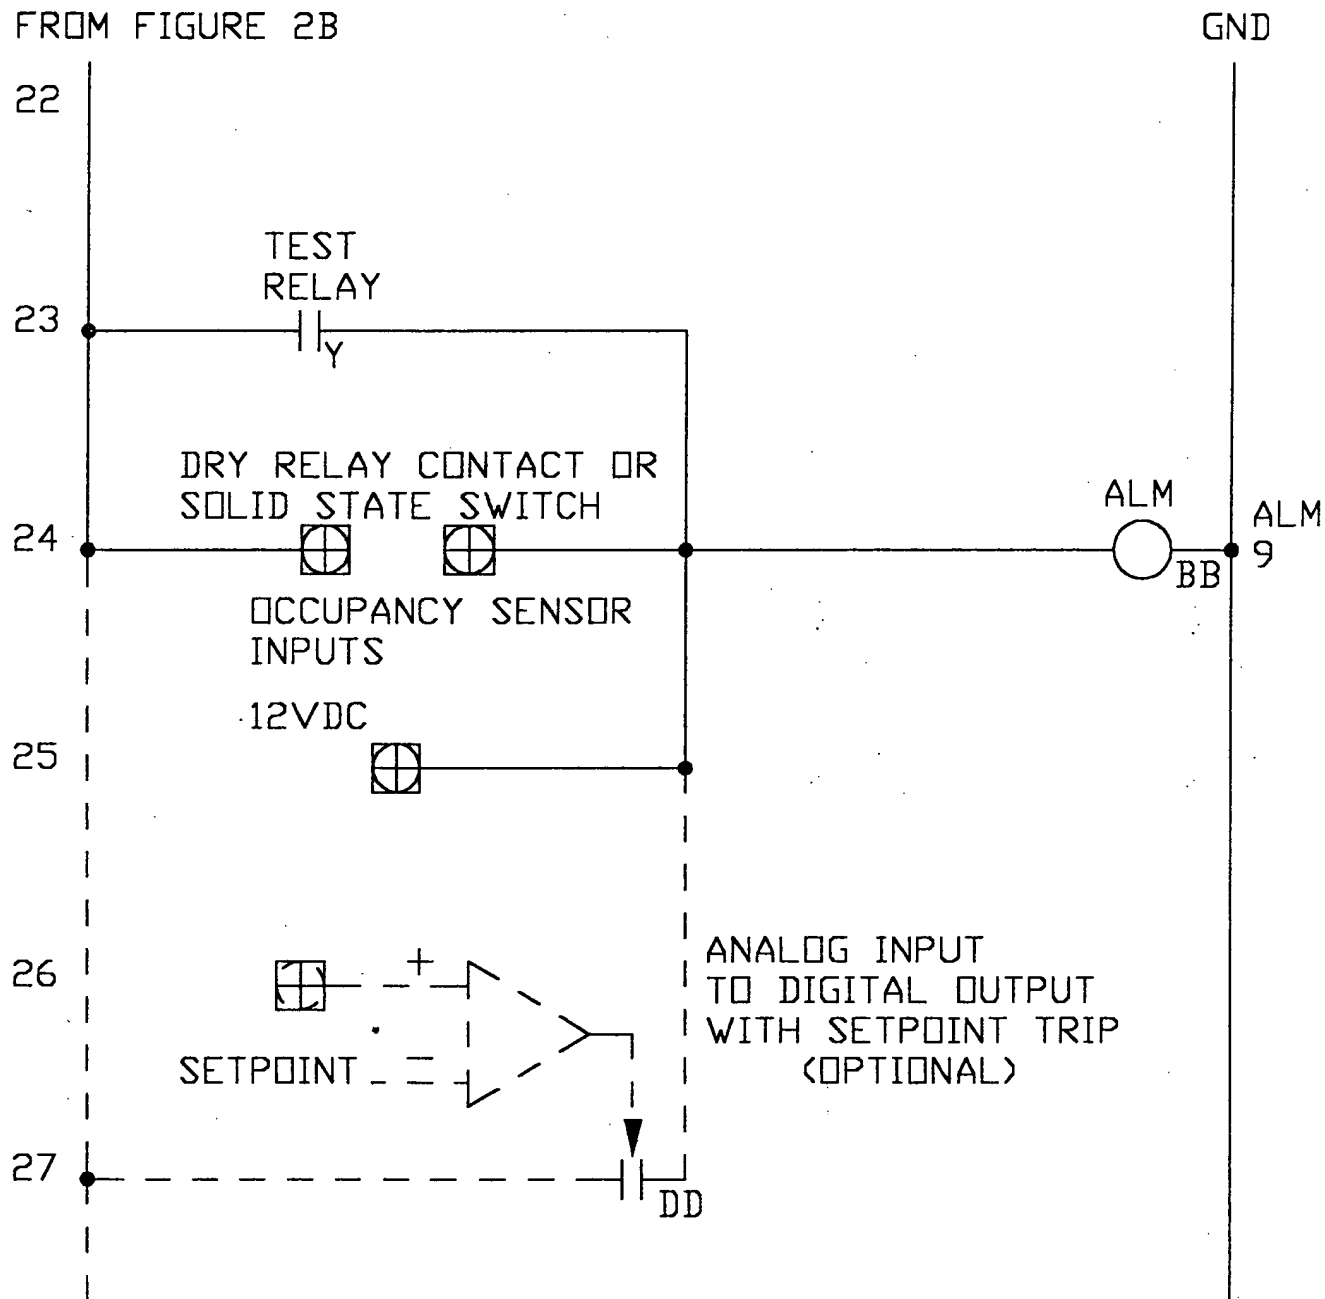 FROM FIGURE 2B
GND
22
TEST
RELAY
23
Y
DRY RELAY CONTACT OR
SOLID STATE SWITCH
ALM
24
ALM
9
BB
OCCUPANCY SENSOR
INPUTS
12VDC
25
26
+
ANALOG INPUT
TO DIGITAL OUTPUT
WITH SETPOINT TRIP
(OPTIONAL)
SETPOINT
27
DD